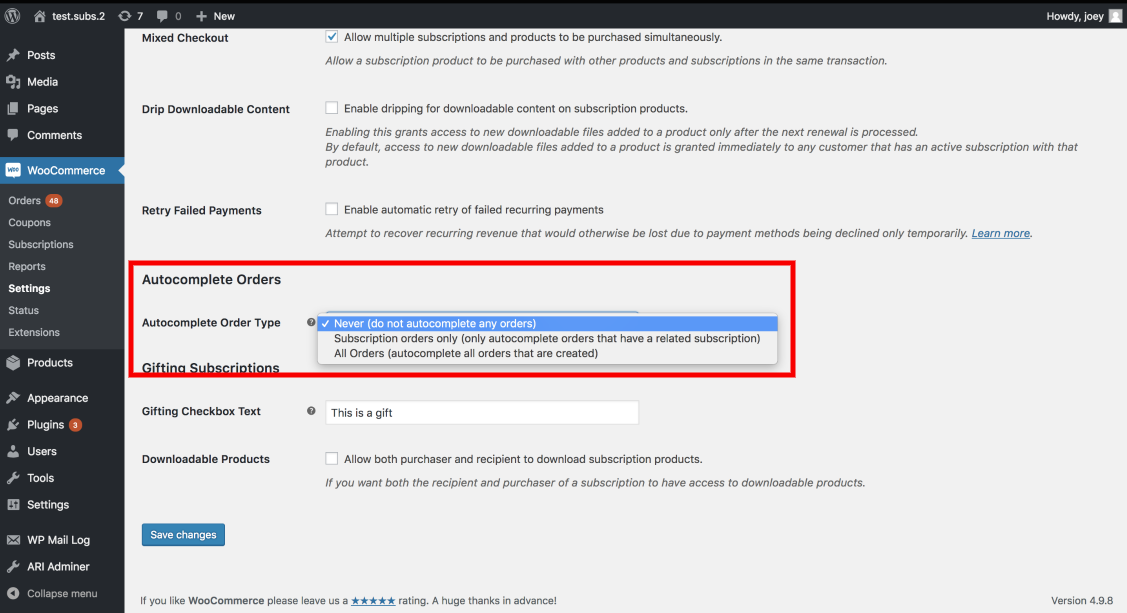 test.subs.2 7 0 + New Howdy, joey
Posts
Media
Pages
Comments
WooCommerce
Orders 48
Coupons
Subscriptions
Reports
Settings
Status
Extensions
Products
Appearance
Plugins 3
Users
Tools
Settings
WP Mail Log
ARI Adminer
Collapse menu
Mixed Checkout
Allow multiple subscriptions and products to be purchased simultaneously.
Allow a subscription product to be purchased with other products and subscriptions in the same transaction.
Drip Downloadable Content
Enable dripping for downloadable content on subscription products.
Enabling this grants access to new downloadable files added to a product only after the next renewal is processed.
By default, access to new downloadable files added to a product is granted immediately to any customer that has an active subscription with that
product.
Retry Failed Payments
Enable automatic retry of failed recurring payments
Attempt to recover recurring revenue that would otherwise be lost due to payment methods being declined only temporarily. Learn more.
Autocomplete Orders
Autocomplete Order Type
Never (do not autocomplete any orders)
Subscription orders only (only autocomplete orders that have a related subscription)
All Orders (autocomplete all orders that are created)
Gifting Subscriptions
Gifting Checkbox Text
This is a gift
Downloadable Products
Allow both purchaser and recipient to download subscription products.
If you want both the recipient and purchaser of a subscription to have access to downloadable products.
Save changes
If you like WooCommerce please leave us a ★★★★★ rating. A huge thanks in advance!
Version 4.9.8